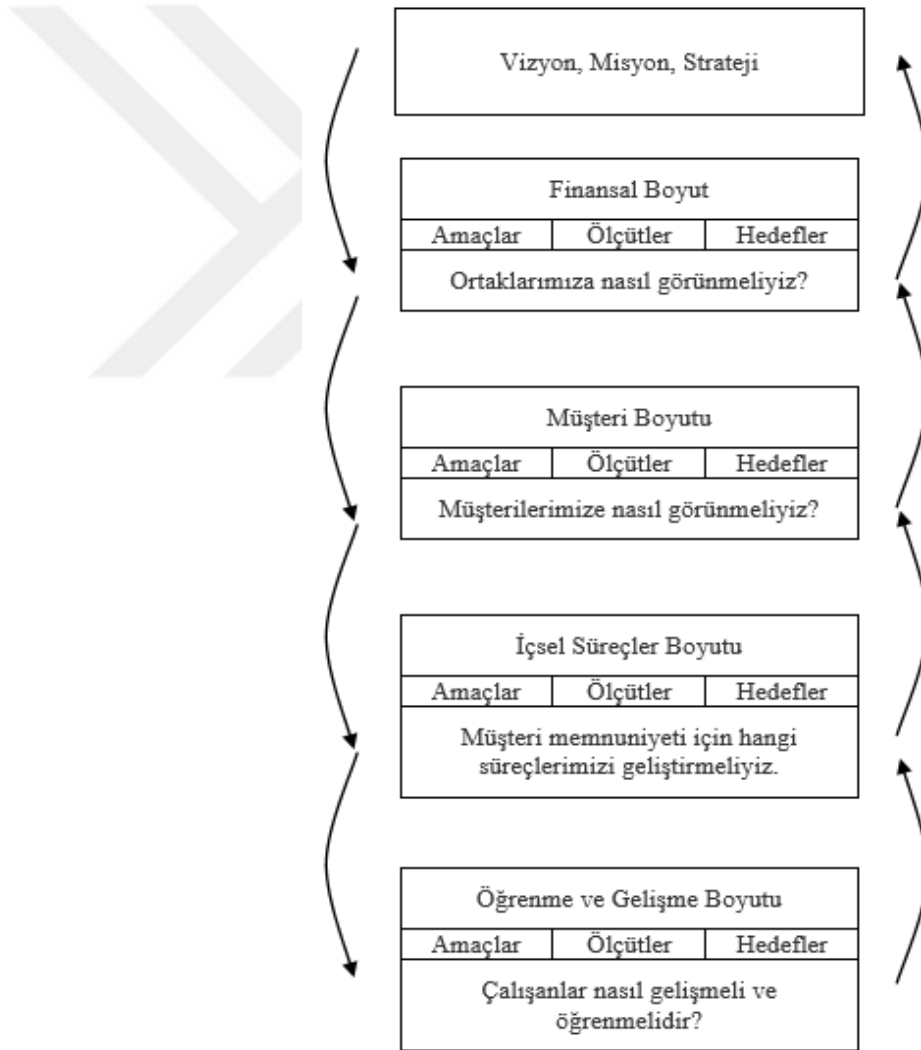 Vizyon, Misyon, Strateji
Finansal Boyut
Amaçlar Ölçütler Hedefler
Ortaklarımıza nasıl görünmeliyiz?
Müşteri Boyutu
Amaçlar Ölçütler Hedefler
Müşterilerimize nasıl görünmeliyiz?
İçsel Süreçler Boyutu
Amaçlar Ölçütler Hedefler
Müşteri memnuniyeti için hangi
süreçlerimizi geliştirmeliyiz.
Öğrenme ve Gelişme Boyutu
Amaçlar Ölçütler Hedefler
Çalışanlar nasıl gelişmeli ve
öğrenmelidir?